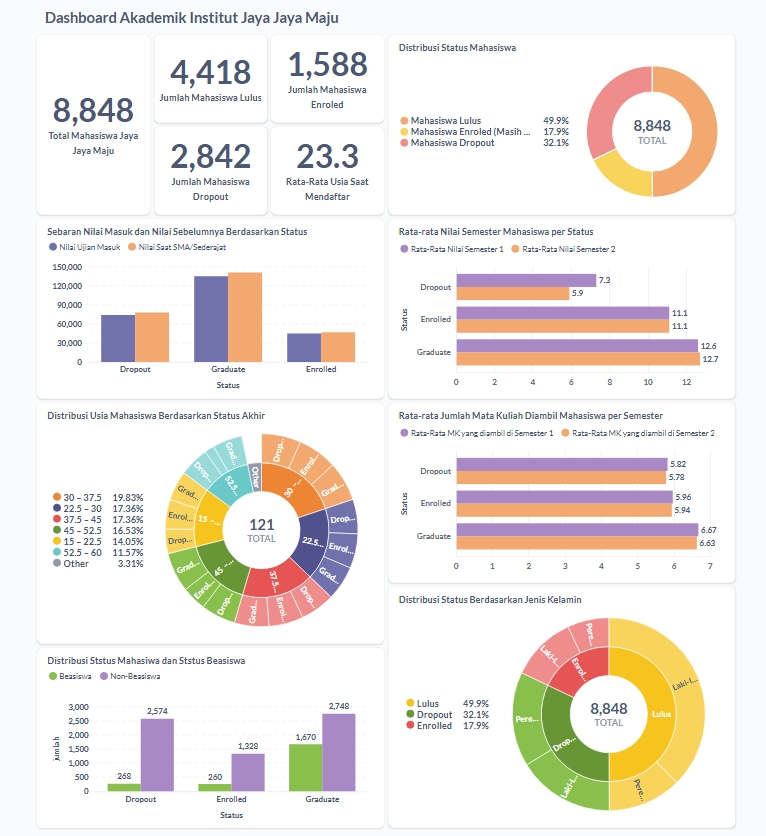 Dashboard Akademik Institut Jaya Jaya Maju
8,848
Total Mahasiswa Jaya
Jaya Maju
4,418
Jumlah Mahasiswa Lulus
1,588
Jumlah Mahasiswa
Enroled
2,842
Jumlah Mahasiswa
Dropout
23.3
Rata-Rata Usia Saat
Mendaftar
Distribusi Status Mahasiswa
Mahasiswa Lulus 49.9%
Mahasiswa Enroled (Masih ... 17.9%
Mahasiswa Dropout 32.1%
8,848
TOTAL
Sebaran Nilai Masuk dan Nilai Sebelumnya Berdasarkan Status
Nilai Ujian Masuk Nilai Saat SMA/Sederajat
150,000
120,000
90,000
60,000
30,000
0
Dropout Graduate Enrolled
Status
Rata-rata Nilai Semester Mahasiswa per Status
Rata-Rata Nilai Semester 1 Rata-Rata Nilai Semester 2
Status
Dropout 7.3
5.9
Enrolled 11.1
11.1
Graduate 12.6
12.7
0 2 4 6 8 10 12
Distribusi Usia Mahasiswa Berdasarkan Status Akhir
30 – 37.5 19.83%
22.5 – 30 17.36%
37.5 – 45 17.36%
45 – 52.5 16.53%
15 – 22.5 14.05%
52.5 – 60 11.57%
Other 3.31%
121
TOTAL
30 –...
Drop...
Enrol...
Grad...
22.5...
Drop...
Enrol...
Grad...
37.5...
Drop...
Enrol...
Grad...
45 –...
Drop...
Enrol...
Grad...
15 –...
Drop...
Enrol...
Grad...
52.5...
Drop...
Grad...
Other
Rata-rata Jumlah Mata Kuliah Diambil Mahasiswa per Semester
Rata-Rata MK yang diambil di Semester 1 Rata-Rata MK yang diambil di Semester 2
Status
Dropout 5.82
5.78
Enrolled 5.96
5.94
Graduate 6.67
6.63
0 1 2 3 4 5 6 7
Distribusi Ststus Mahasiwa dan Ststus Beasiswa
Beasiswa Non-Beasiswa
jumlah
3,000
2,500
2,000
1,500
1,000
500
0
268 2,574
260 1,328
1,670 2,748
Dropout Enrolled Graduate
Status
Distribusi Status Berdasarkan Jenis Kelamin
Lulus 49.9%
Dropout 32.1%
Enrolled 17.9%
8,848
TOTAL
Lulus
Laki-l...
Pere...
Drop...
Laki-l...
Pere...
Enrol...
Laki-l...
Pere...